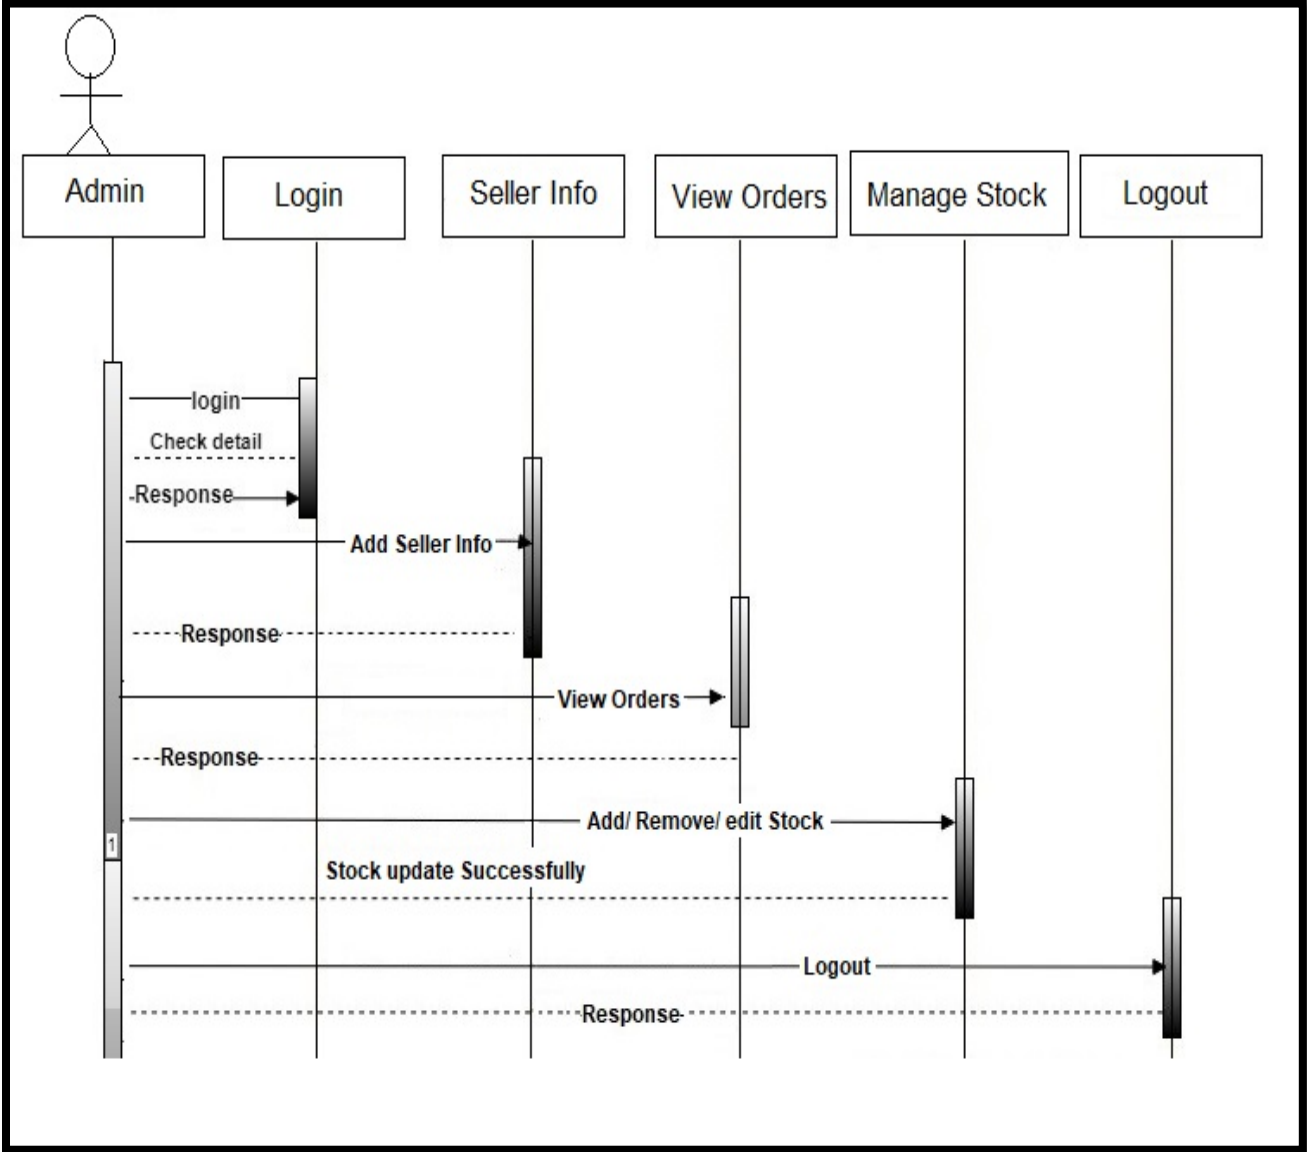 Admin
Login
Seller Info
View Orders
Manage Stock
Logout
login
Check detail
Response
Add Seller Info
Response
View Orders
Response
Add/ Remove/ edit Stock
1
Stock update Successfully
Logout
Response